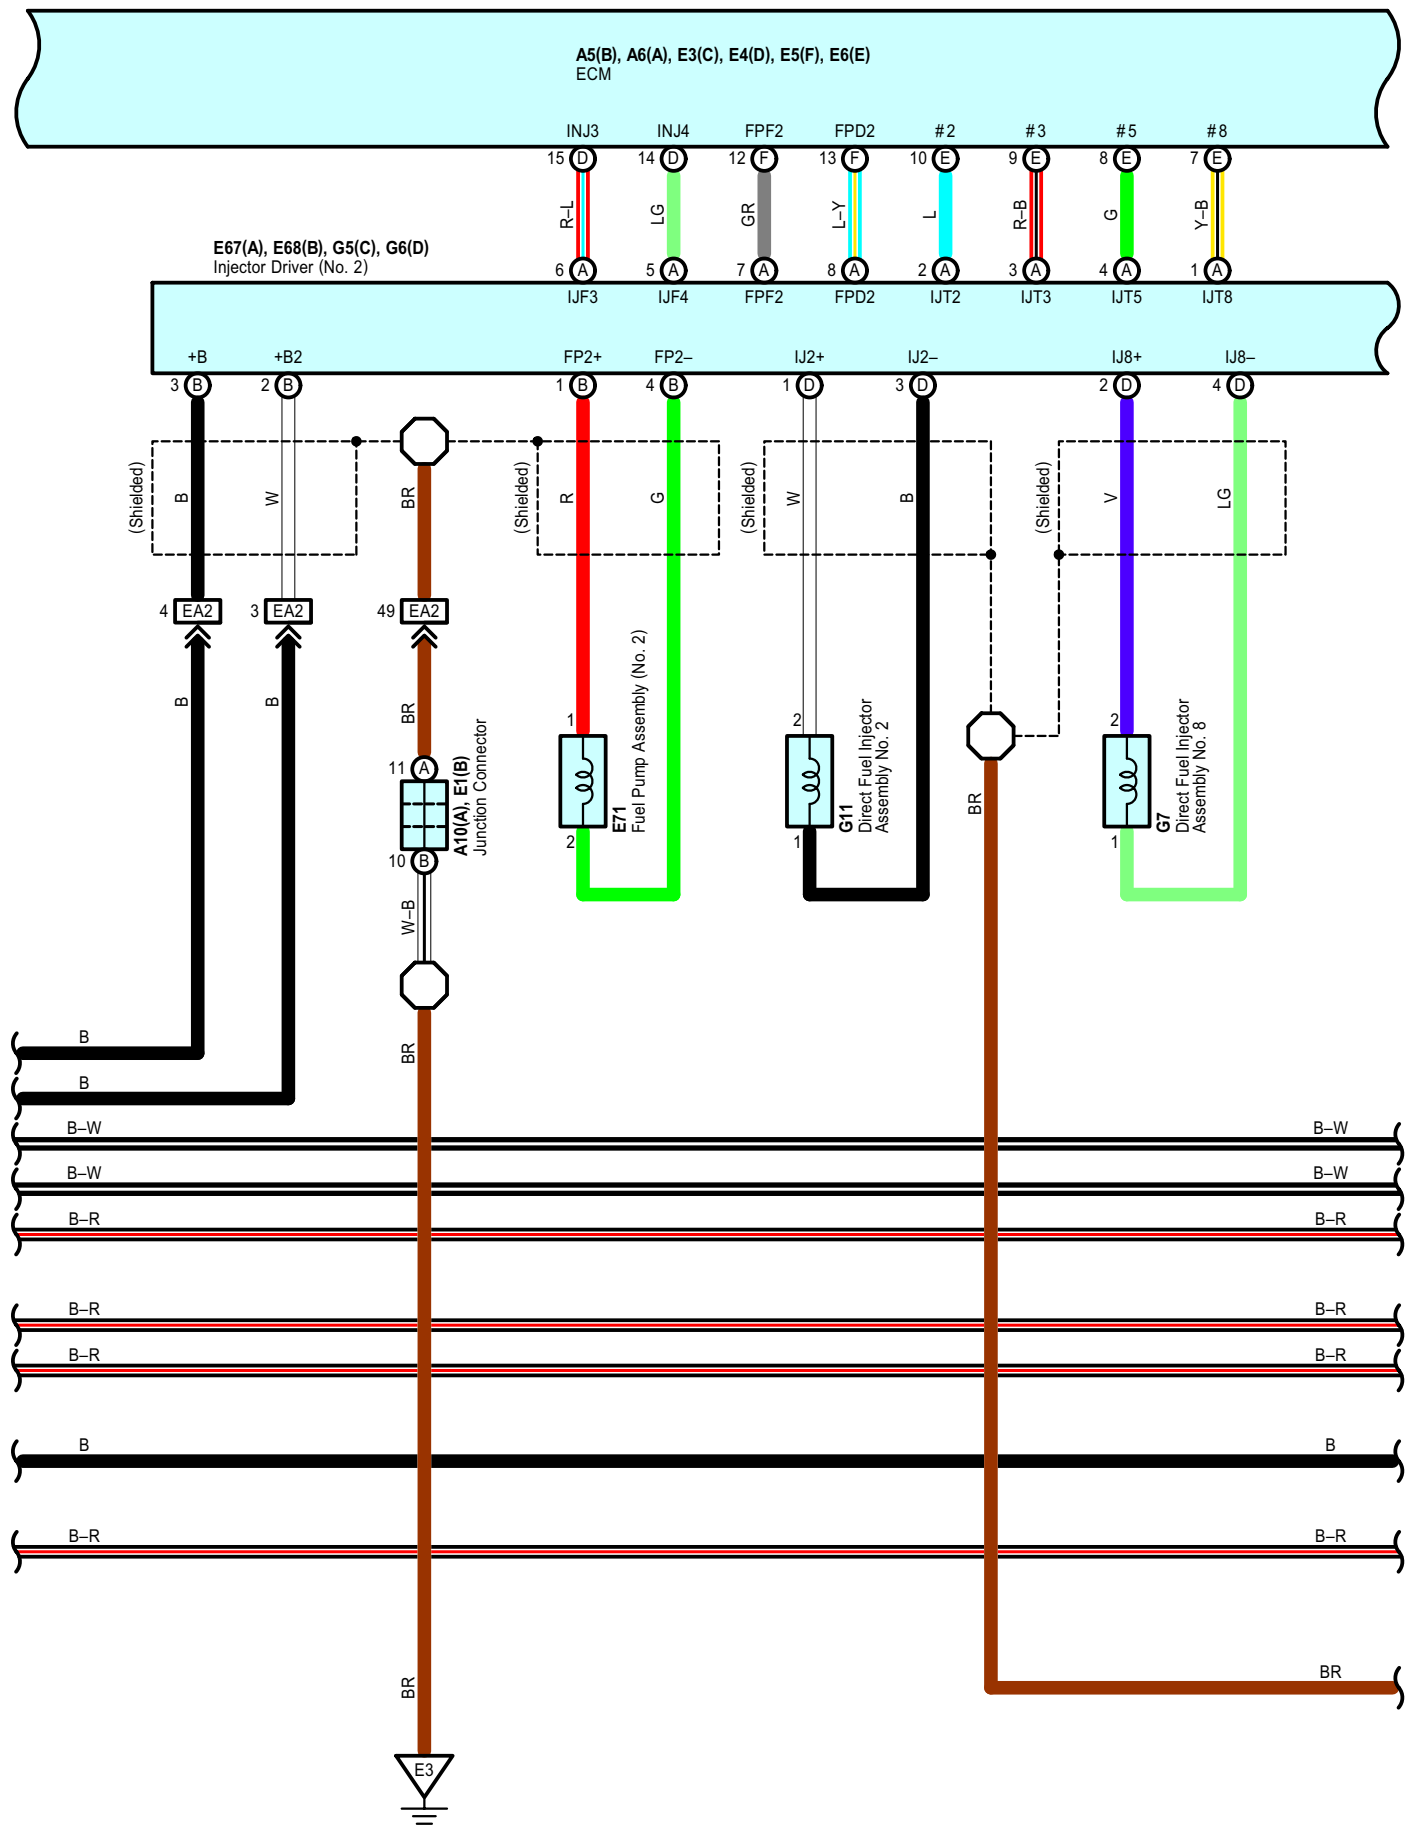 A5(B), A6(A), E3(C), E4(D), E5(F), E6(E)
ECM
INJ3 INJ4 FPF2 FPD2 #2 #3 #5 #8
15 D 14 D 12 F 13 F 10 E 9 E 8 E 7 E
R–L LG GR L–Y L R–B G Y–B
E67(A), E68(B), G5(C), G6(D)
Injector Driver (No. 2)
6 A 5 A 7 A 8 A 2 A 3 A 4 A 1 A
IJF3 IJF4 FPF2 FPD2 IJT2 IJT3 IJT5 IJT8
+B +B2 FP2+ FP2– IJ2+ IJ2– IJ8+ IJ8–
3 B 2 B 1 B 4 B 1 D 3 D 2 D 4 D
(Shielded) B W BR (Shielded) R G (Shielded) W B (Shielded) V LG
4 EA2 3 EA2 49 EA2
B B BR
1 2 2
11 A
A10(A), E1(B)
Junction Connector
E71
Fuel Pump Assembly (No. 2)
G11
Direct Fuel Injector
Assembly No. 2
BR
G7
Direct Fuel Injector
Assembly No. 8
2 1 1
10 B
W–B
B BR
B
B–W B–W
B–W B–W
B–R B–R
B–R B–R
B–R B–R
B B
B–R B–R
BR BR
E3